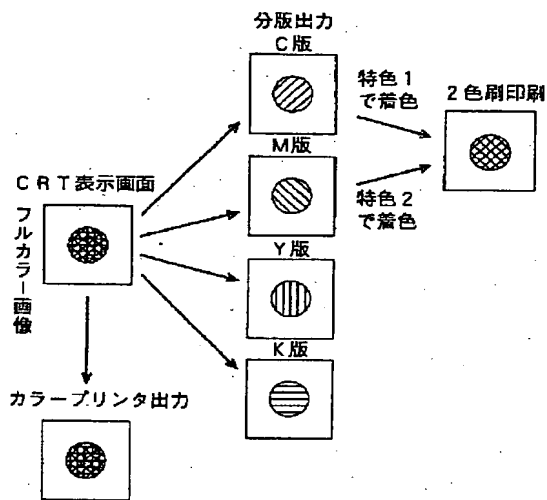 分版出力
C版
特色1
で着色
2色刷印刷
M版
CRT表示画面
特色2
で着色
フルカラー画像
Y版
K版
カラープリンタ出力